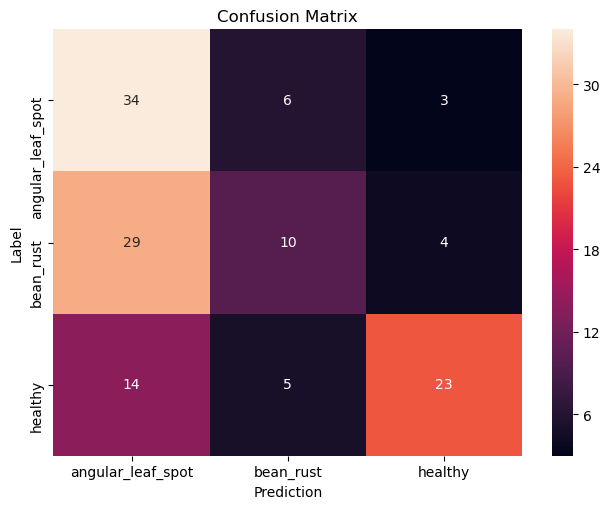 Confusion Matrix
Label
angular_leaf_spot
34 6 3
bean_rust
29 10 4
healthy
14 5 23
angular_leaf_spot bean_rust healthy
Prediction
30
24
18
12
6